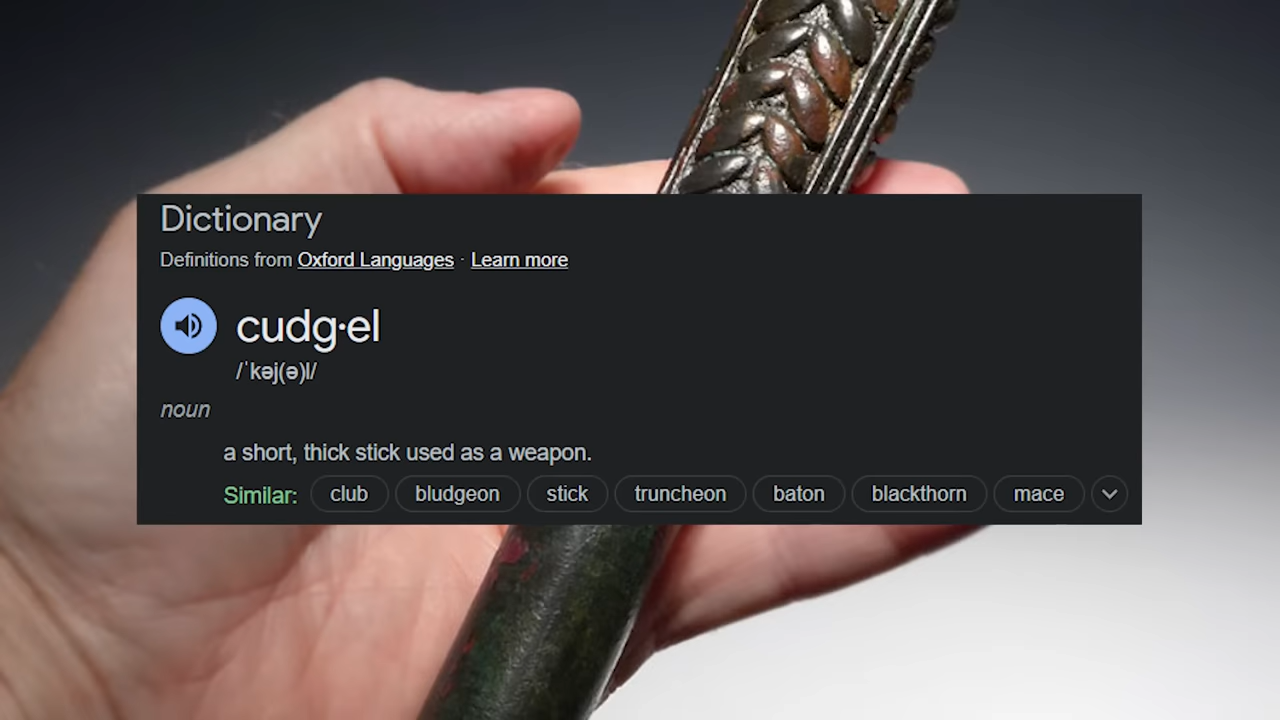 Dictionary
Definitions from Oxford Languages · Learn more
cudg·el
/ˈkəj(ə)l/
noun
a short, thick stick used as a weapon.
Similar: club bludgeon stick truncheon baton blackthorn mace